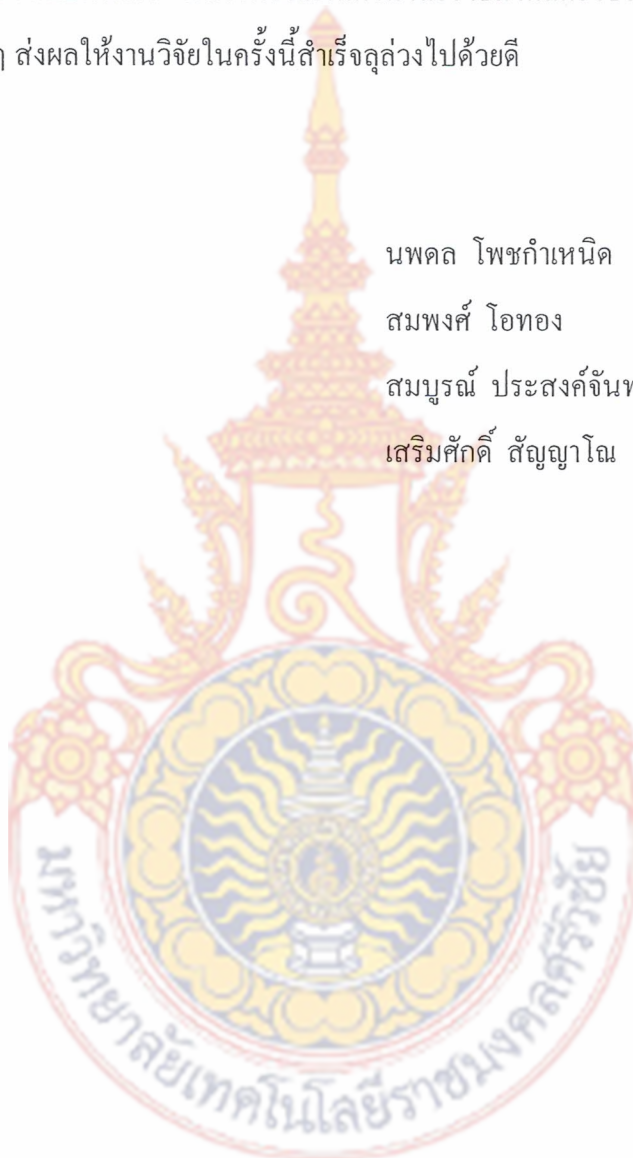 ๆ ส่งผลให้งานวิจัยในครั้งนี้สำเร็จลุล่วงไปด้วยดี
นพดล โพชกำเหนิด
สมพงศ์ โอทอง
สมบูรณ์ ประสงค์จันท
เสริมศักดิ์ สัญญาโณ
มหาวิทยาลัยเทคโนโลยีราชมงคลศรีวิชัย